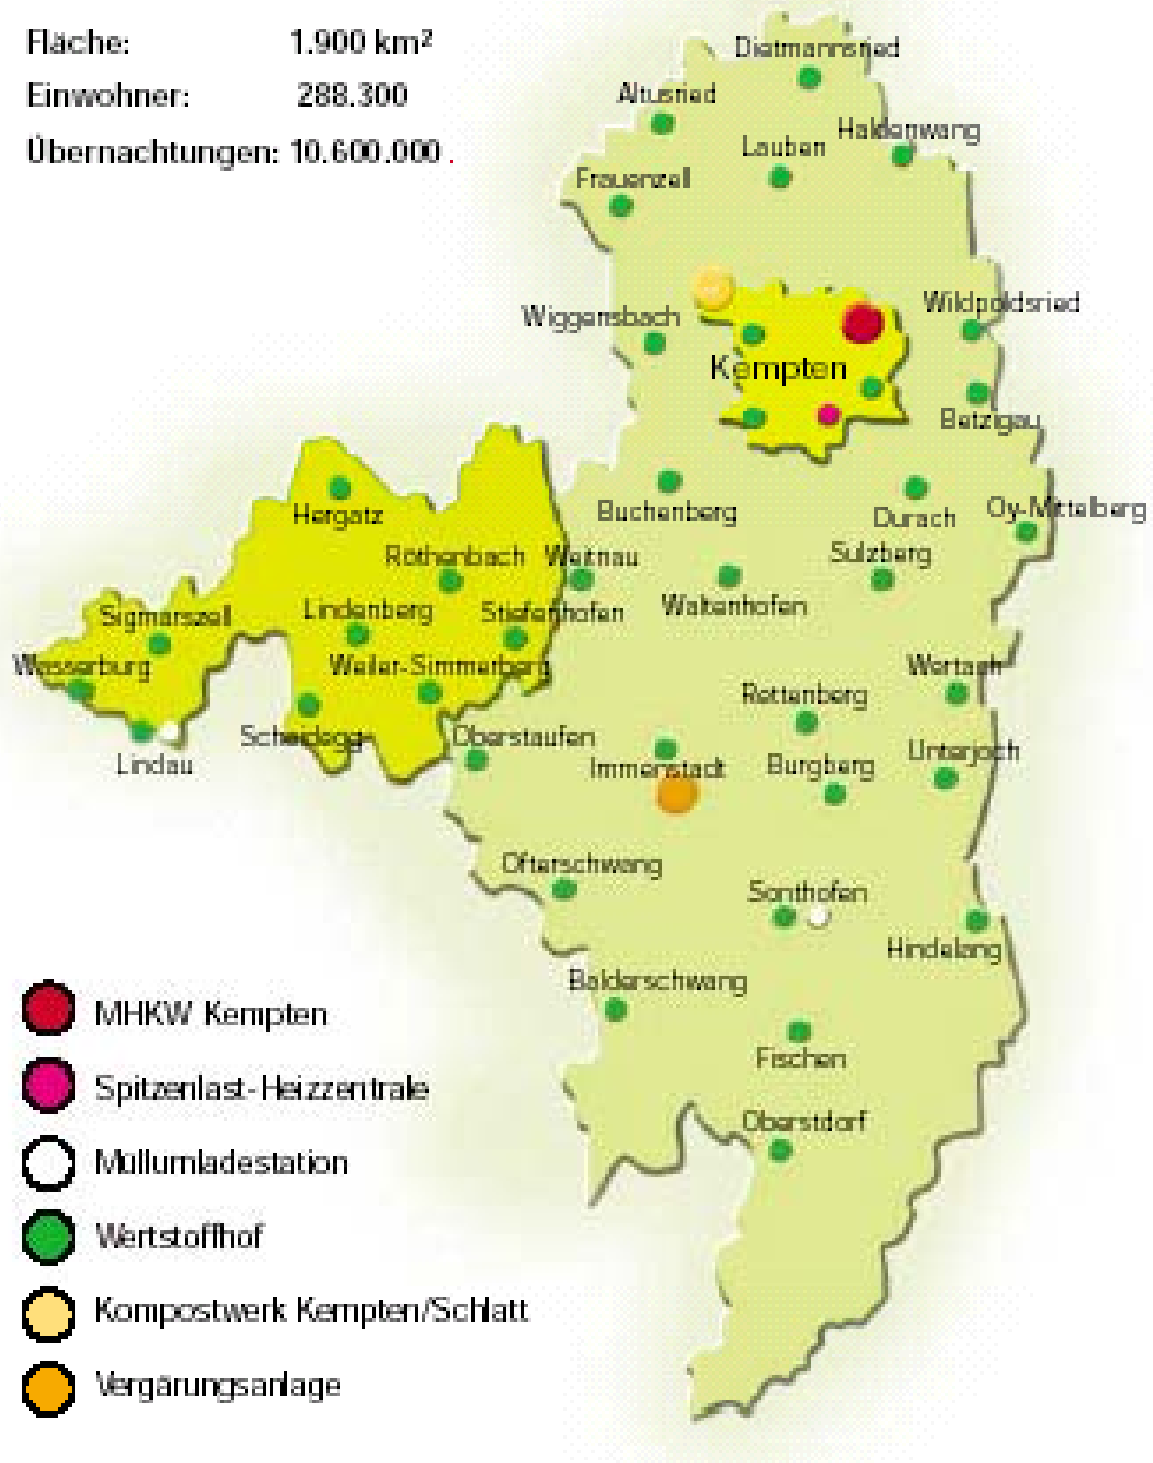 Fläche: 1.900 km²
Einwohner: 288.300
Übernachtungen: 10.600.000 .
Dietmannsried
Altusried
Haldenwang
Lauben
Frauenzell
Wildpoldsried
Wiggensbach
Kempten
Betzigau
Hergatz
Buchenberg
Durach
Oy-Mittelberg
Röthenbach
Weitnau
Sulzberg
Sigmarszell
Lindenberg
Stiefenhofen
Waltenhofen
Wasserburg
Weiler-Simmerberg
Wertach
Rettenberg
Scheidegg
Oberstaufen
Unterjoch
Lindau
Immenstadt
Burgberg
Ofterschwang
Sonthofen
Hindelang
Balderschwang
Fischen
Oberstdorf
MHKW Kempten
Spitzenlast-Heizzentrale
Müllumladestation
Wertstoffhof
Kompostwerk Kempten/Schlatt
Vergärungsanlage